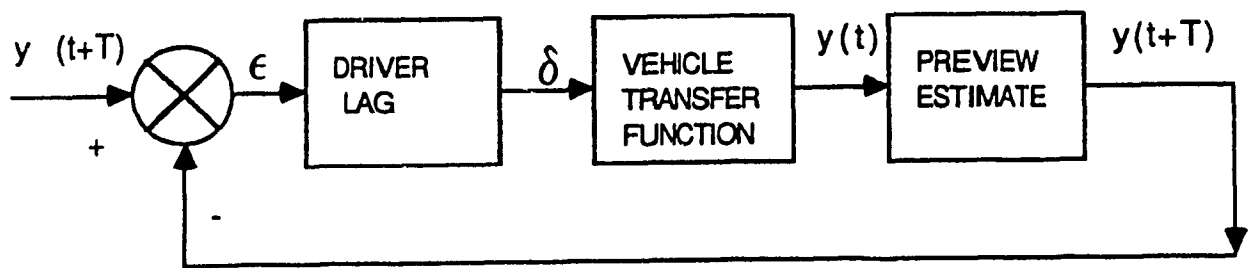 y (t+T)
+
-
ϵ
DRIVER
LAG
δ
VEHICLE
TRANSFER
FUNCTION
y(t)
PREVIEW
ESTIMATE
y(t+T)